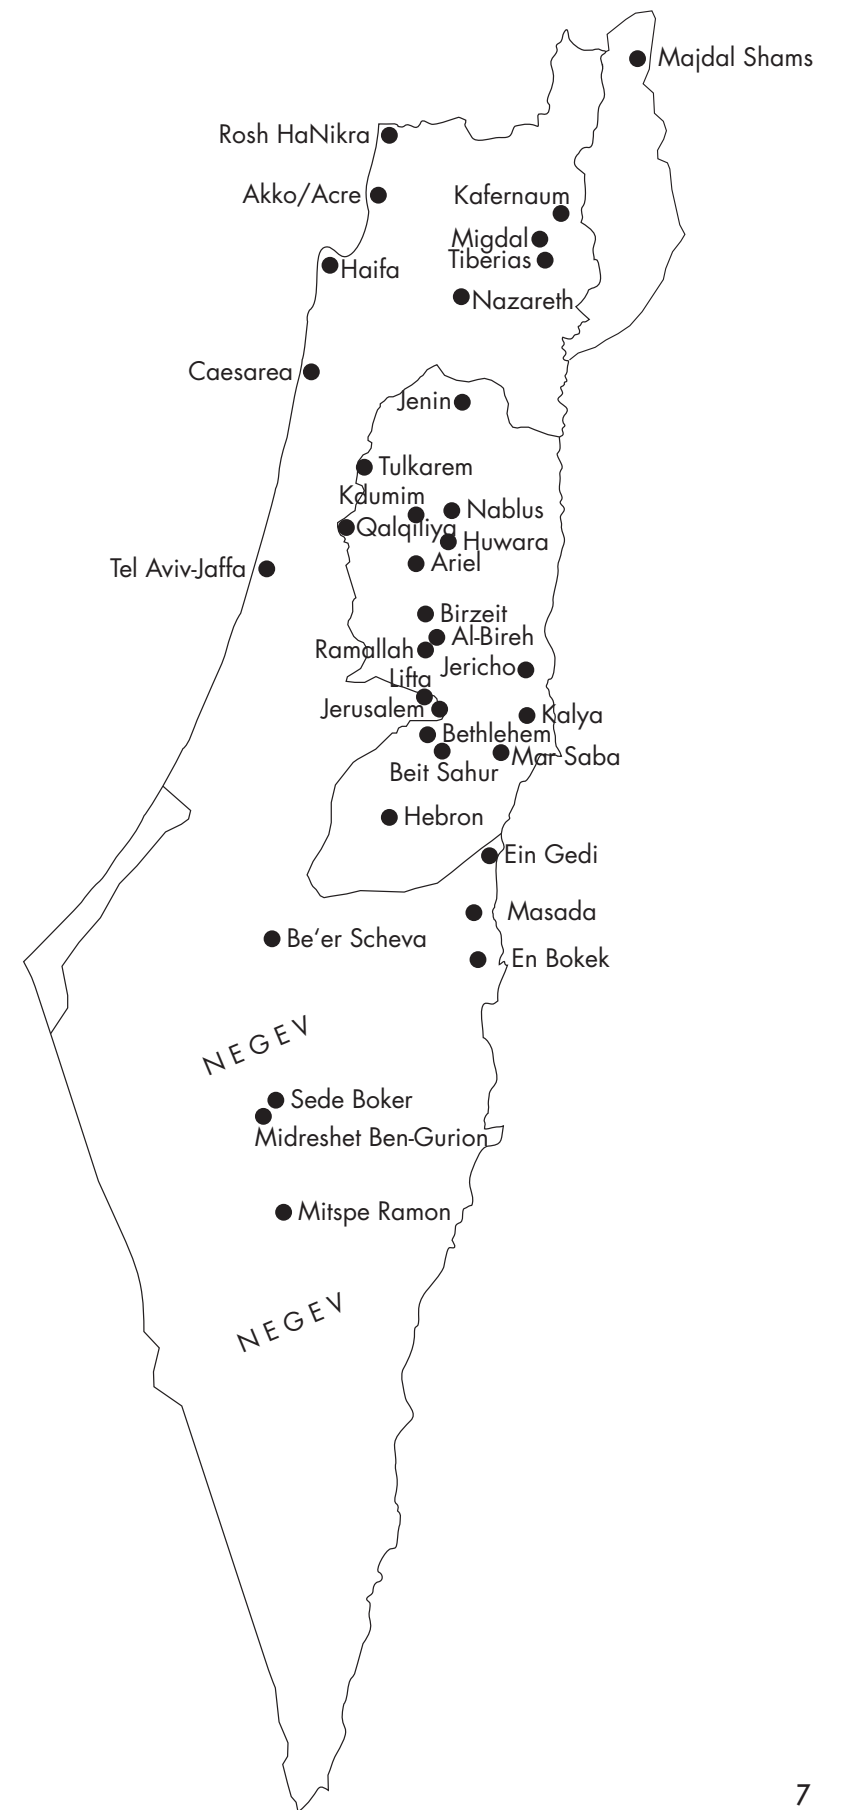 Majdal Shams
Rosh HaNikra
Akko/Acre
Kafernaum
Migdal
Tiberias
Haifa
Nazareth
Caesarea
Jenin
Tulkarem
Kdumim
Nablus
Qalqiliya
Huwara
Ariel
Tel Aviv-Jaffa
Birzeit
Al-Bireh
Ramallah
Jericho
Lifta
Jerusalem
Kalya
Bethlehem
Mar Saba
Beit Sahur
Hebron
Ein Gedi
Masada
Be‘er Scheva
En Bokek
NEGEV
Sede Boker
Midreshet Ben-Gurion
Mitspe Ramon
NEGEV
7